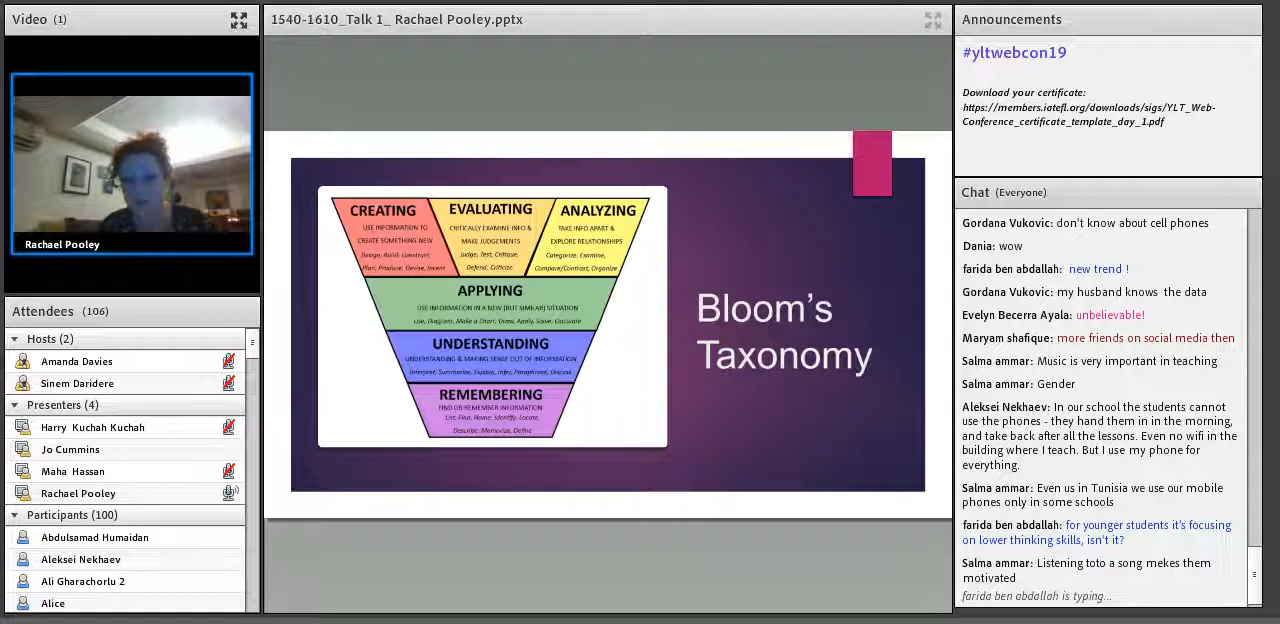 Video (1)
Rachael Pooley
Attendees (106)
Hosts (2)
Amanda Davies
Sinem Daridere
Presenters (4)
Harry Kuchah Kuchah
Jo Cummins
Maha Hassan
Rachael Pooley
Participants (100)
Abdulsamad Humaidan
Aleksei Nekhaev
Ali Gharachorlu 2
Alice
1540-1610_Talk 1_ Rachael Pooley.pptx
CREATING
USE INFORMATION TO
CREATE SOMETHING NEW
Design, Build, Construct,
Plan, Produce, Devise, Invent
EVALUATING
CRITICALLY EXAMINE INFO &
MAKE JUDGEMENTS
Judge, Test, Critique,
Defend, Criticize
ANALYZING
TAKE INFO APART &
EXPLORE RELATIONSHIPS
Categorize, Examine,
Compare/Contrast, Organize
APPLYING
USE INFORMATION IN A NEW (BUT SIMILAR) SITUATION
Use, Diagram, Make a Chart, Draw, Apply, Solve, Calculate
UNDERSTANDING
UNDERSTANDING & MAKING SENSE OUT OF INFORMATION
Interpret, Summarize, Explain, Infer, Paraphrase, Discuss
REMEMBERING
FIND OR REMEMBER INFORMATION
List, Find, Name, Identify, Locate,
Describe, Memorize, Define
Bloom's
Taxonomy
Announcements
#yltwebcon19
Download your certificate:
https://members.iatefl.org/downloads/sigs/YLT_Web-
Conference_certificate_template_day_1.pdf
Chat (Everyone)
Gordana Vukovic: don't know about cell phones
Dania: wow
farida ben abdallah: new trend !
Gordana Vukovic: my husband knows the data
Evelyn Becerra Ayala: unbelievable!
Maryam shafique: more friends on social media then
Salma ammar: Music is very important in teaching
Salma ammar: Gender
Aleksei Nekhaev: In our school the students cannot
use the phones - they hand them in in the morning,
and take back after all the lessons. Even no wifi in the
building where I teach. But I use my phone for
everything.
Salma ammar: Even us in Tunisia we use our mobile
phones only in some schools
farida ben abdallah: for younger students it's focusing
on lower thinking skills, isn't it?
Salma ammar: Listening toto a song mekes them
motivated
farida ben abdallah is typing...